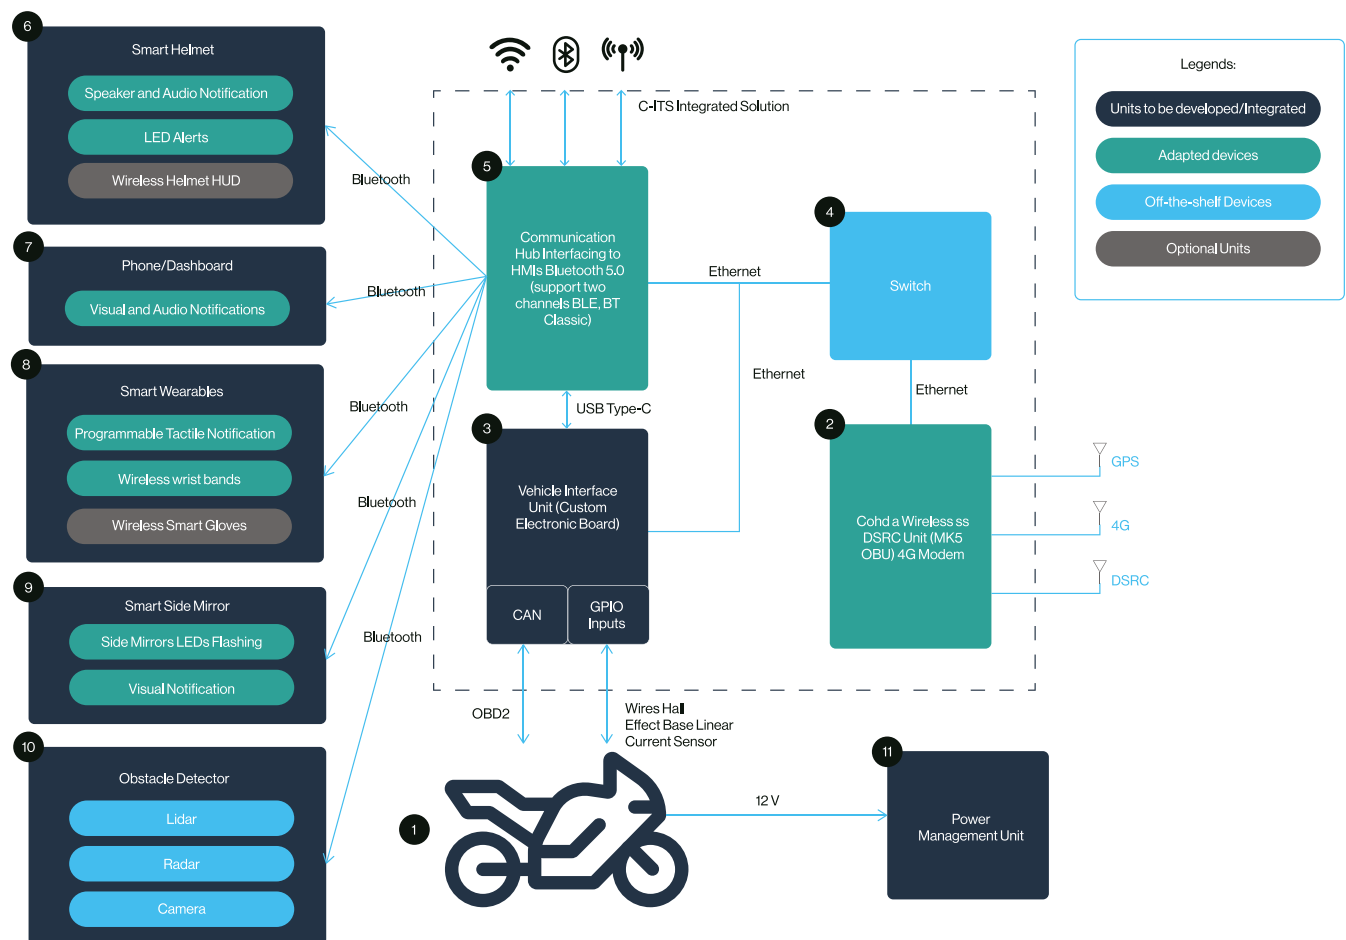 6
Smart Helmet
Speaker and Audio Notification
LED Alerts
Wireless Helmet HUD
Bluetooth
7
Phone/Dashboard
Visual and Audio Notifications
Bluetooth
8
Smart Wearables
Programmable Tactile Notification
Wireless wrist bands
Wireless Smart Gloves
Bluetooth
9
Smart Side Mirror
Side Mirrors LEDs Flashing
Visual Notification
Bluetooth
10
Obstacle Detector
Lidar
Radar
Camera
Bluetooth
C-ITS Integrated Solution
5
Communication
Hub Interfacing to
HMIs Bluetooth 5.0
(support two
channels BLE, BT
Classic)
Ethernet
4
Switch
Ethernet
Ethernet
USB Type-C
3
Vehicle Interface
Unit (Custom
Electronic Board)
CAN
GPIO
Inputs
2
Cohd a Wireless ss
DSRC Unit (MK5
OBU) 4G Modem
GPS
4G
DSRC
OBD2
Wires Hall
Effect Base Linear
Current Sensor
1
12 V
11
Power
Management Unit
Legends:
Units to be developed/Integrated
Adapted devices
Off-the-shelf Devices
Optional Units